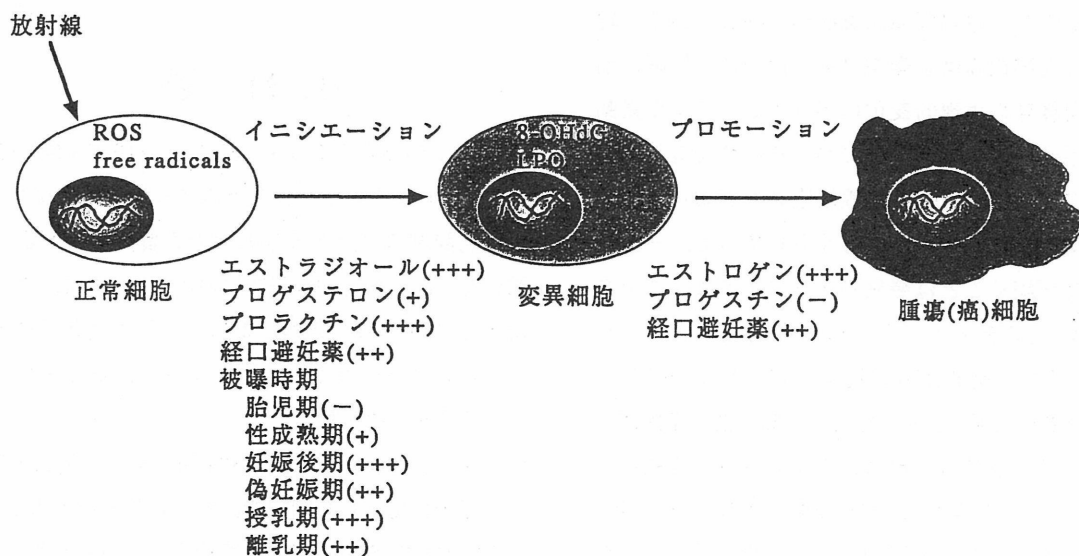 放射線
ROS
free radicals
イニシエーション
8-OHdG
LPO
プロモーション
正常細胞
エストラジオール(+++)
プロゲステロン(+)
プロラクチン(+++)
経口避妊薬(++)
被曝時期
胎児期(−)
性成熟期(+)
妊娠後期(+++)
偽妊娠期(++)
授乳期(+++)
離乳期(++)
変異細胞
エストロゲン(+++)
プロゲスチン(−)
経口避妊薬(++)
腫瘍(癌)細胞